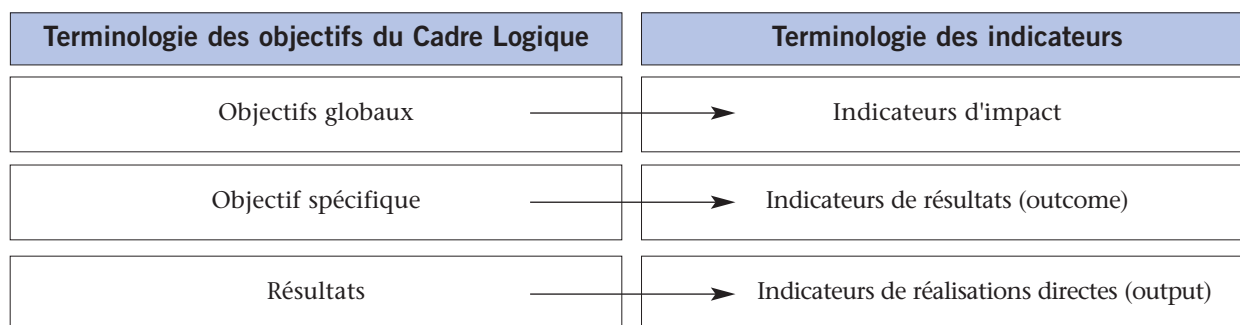 Terminologie des objectifs du Cadre Logique
Terminologie des indicateurs
Objectifs globaux
Indicateurs d'impact
Objectif spécifique
Indicateurs de résultats (outcome)
Résultats
Indicateurs de réalisations directes (output)